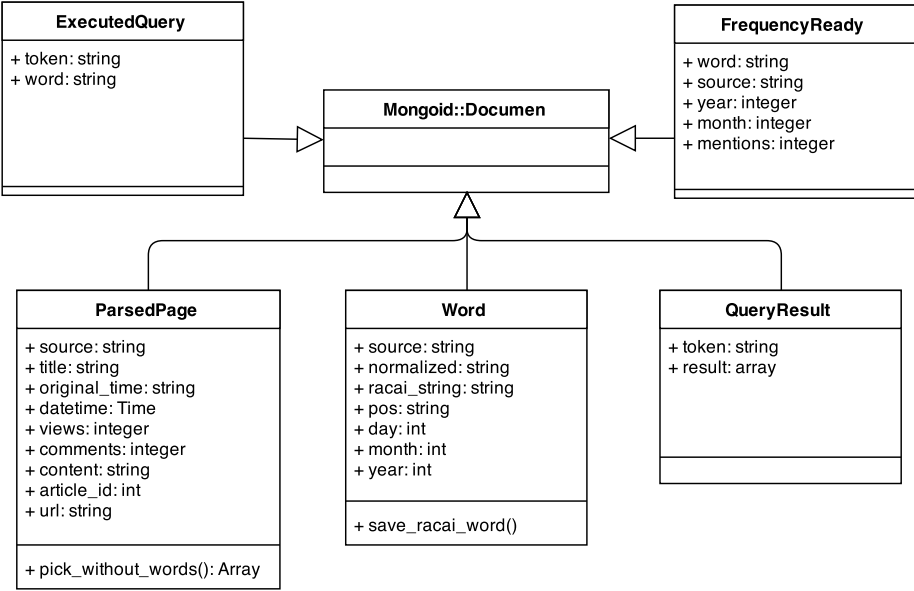 ExecutedQuery
+ token: string
+ word: string
FrequencyReady
+ word: string
+ source: string
+ year: integer
+ month: integer
+ mentions: integer
Mongoid::Documen
ParsedPage
+ source: string
+ title: string
+ original_time: string
+ datetime: Time
+ views: integer
+ comments: integer
+ content: string
+ article_id: int
+ url: string
+ pick_without_words(): Array
Word
+ source: string
+ normalized: string
+ racai_string: string
+ pos: string
+ day: int
+ month: int
+ year: int
+ save_racai_word()
QueryResult
+ token: string
+ result: array